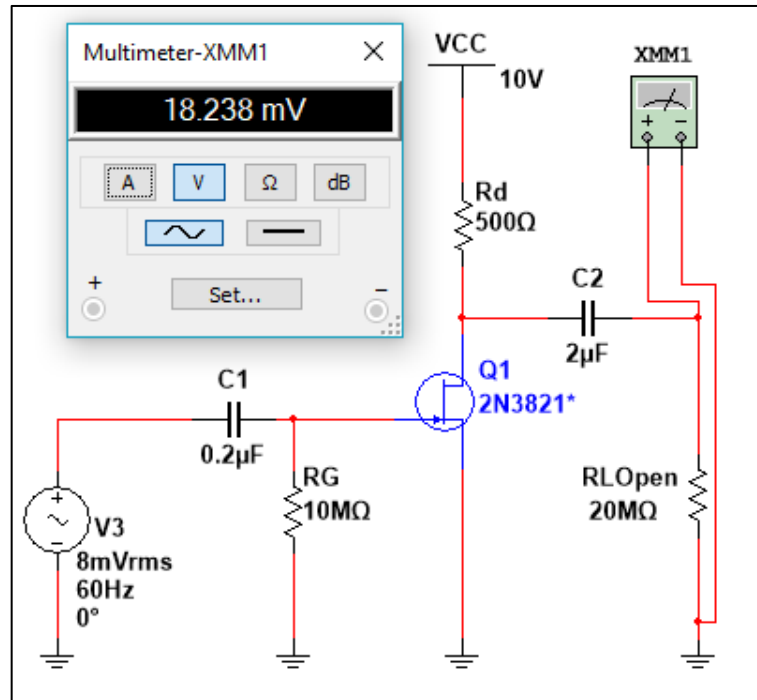 Multimeter-XMM1
18.238 mV
A
V
Ω
dB
+
Set...
−
VCC
10V
XMM1
+ −
Rd
500Ω
C2
2µF
Q1
2N3821*
C1
0.2µF
RG
10MΩ
RLOpen
20MΩ
+
−
V3
8mVrms
60Hz
0°